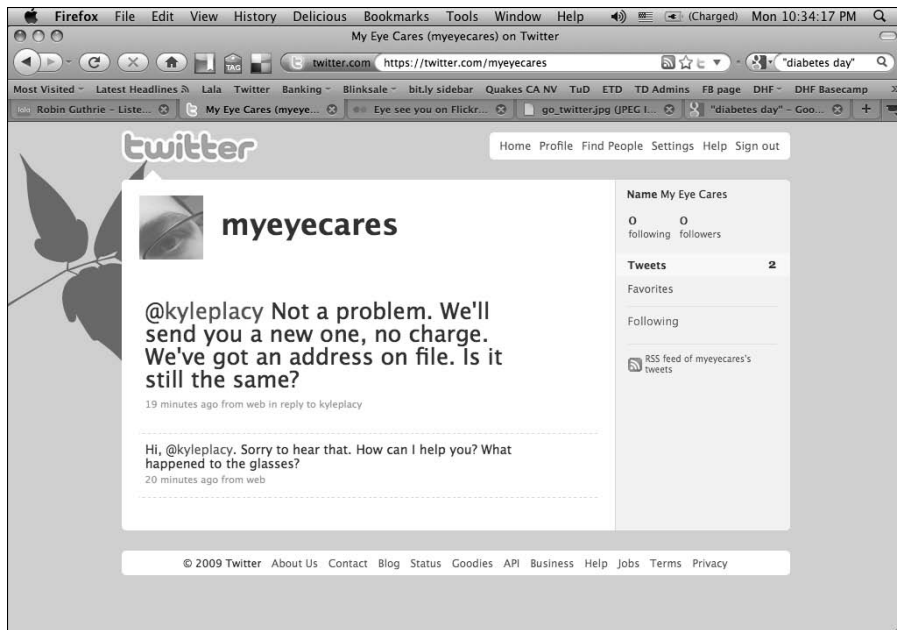 Firefox File Edit View History Delicious Bookmarks Tools Window Help (Charged) Mon 10:34:17 PM
My Eye Cares (myeyecares) on Twitter
TAG twitter.com https://twitter.com/myeyecares "diabetes day"
Most Visited Latest Headlines Lala Twitter Banking Blinksale bit.ly sidebar Quakes CA NV TuD ETD TD Admins FB page DHF DHF Basecamp
Robin Guthrie – Liste... My Eye Cares (myeye... Eye see you on Flickr... go_twitter.jpg (JPEG I... "diabetes day" – Goo...
twitter
Home Profile Find People Settings Help Sign out
myeyecares
@kyleplacy Not a problem. We'll
send you a new one, no charge.
We've got an address on file. Is it
still the same?
19 minutes ago from web in reply to kyleplacy
Hi, @kyleplacy. Sorry to hear that. How can I help you? What
happened to the glasses?
20 minutes ago from web
Name My Eye Cares
0 0
following followers
Tweets 2
Favorites
Following
RSS feed of myeyecares's
tweets
© 2009 Twitter About Us Contact Blog Status Goodies API Business Help Jobs Terms Privacy